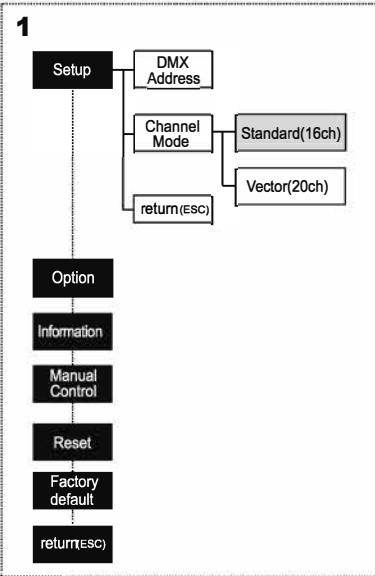 1
Setup
DMX
Address
Channel
Mode
Standard(16ch)
Vector(20ch)
return(ESC)
Option
Information
Manual
Control
Reset
Factory
default
return(ESC)